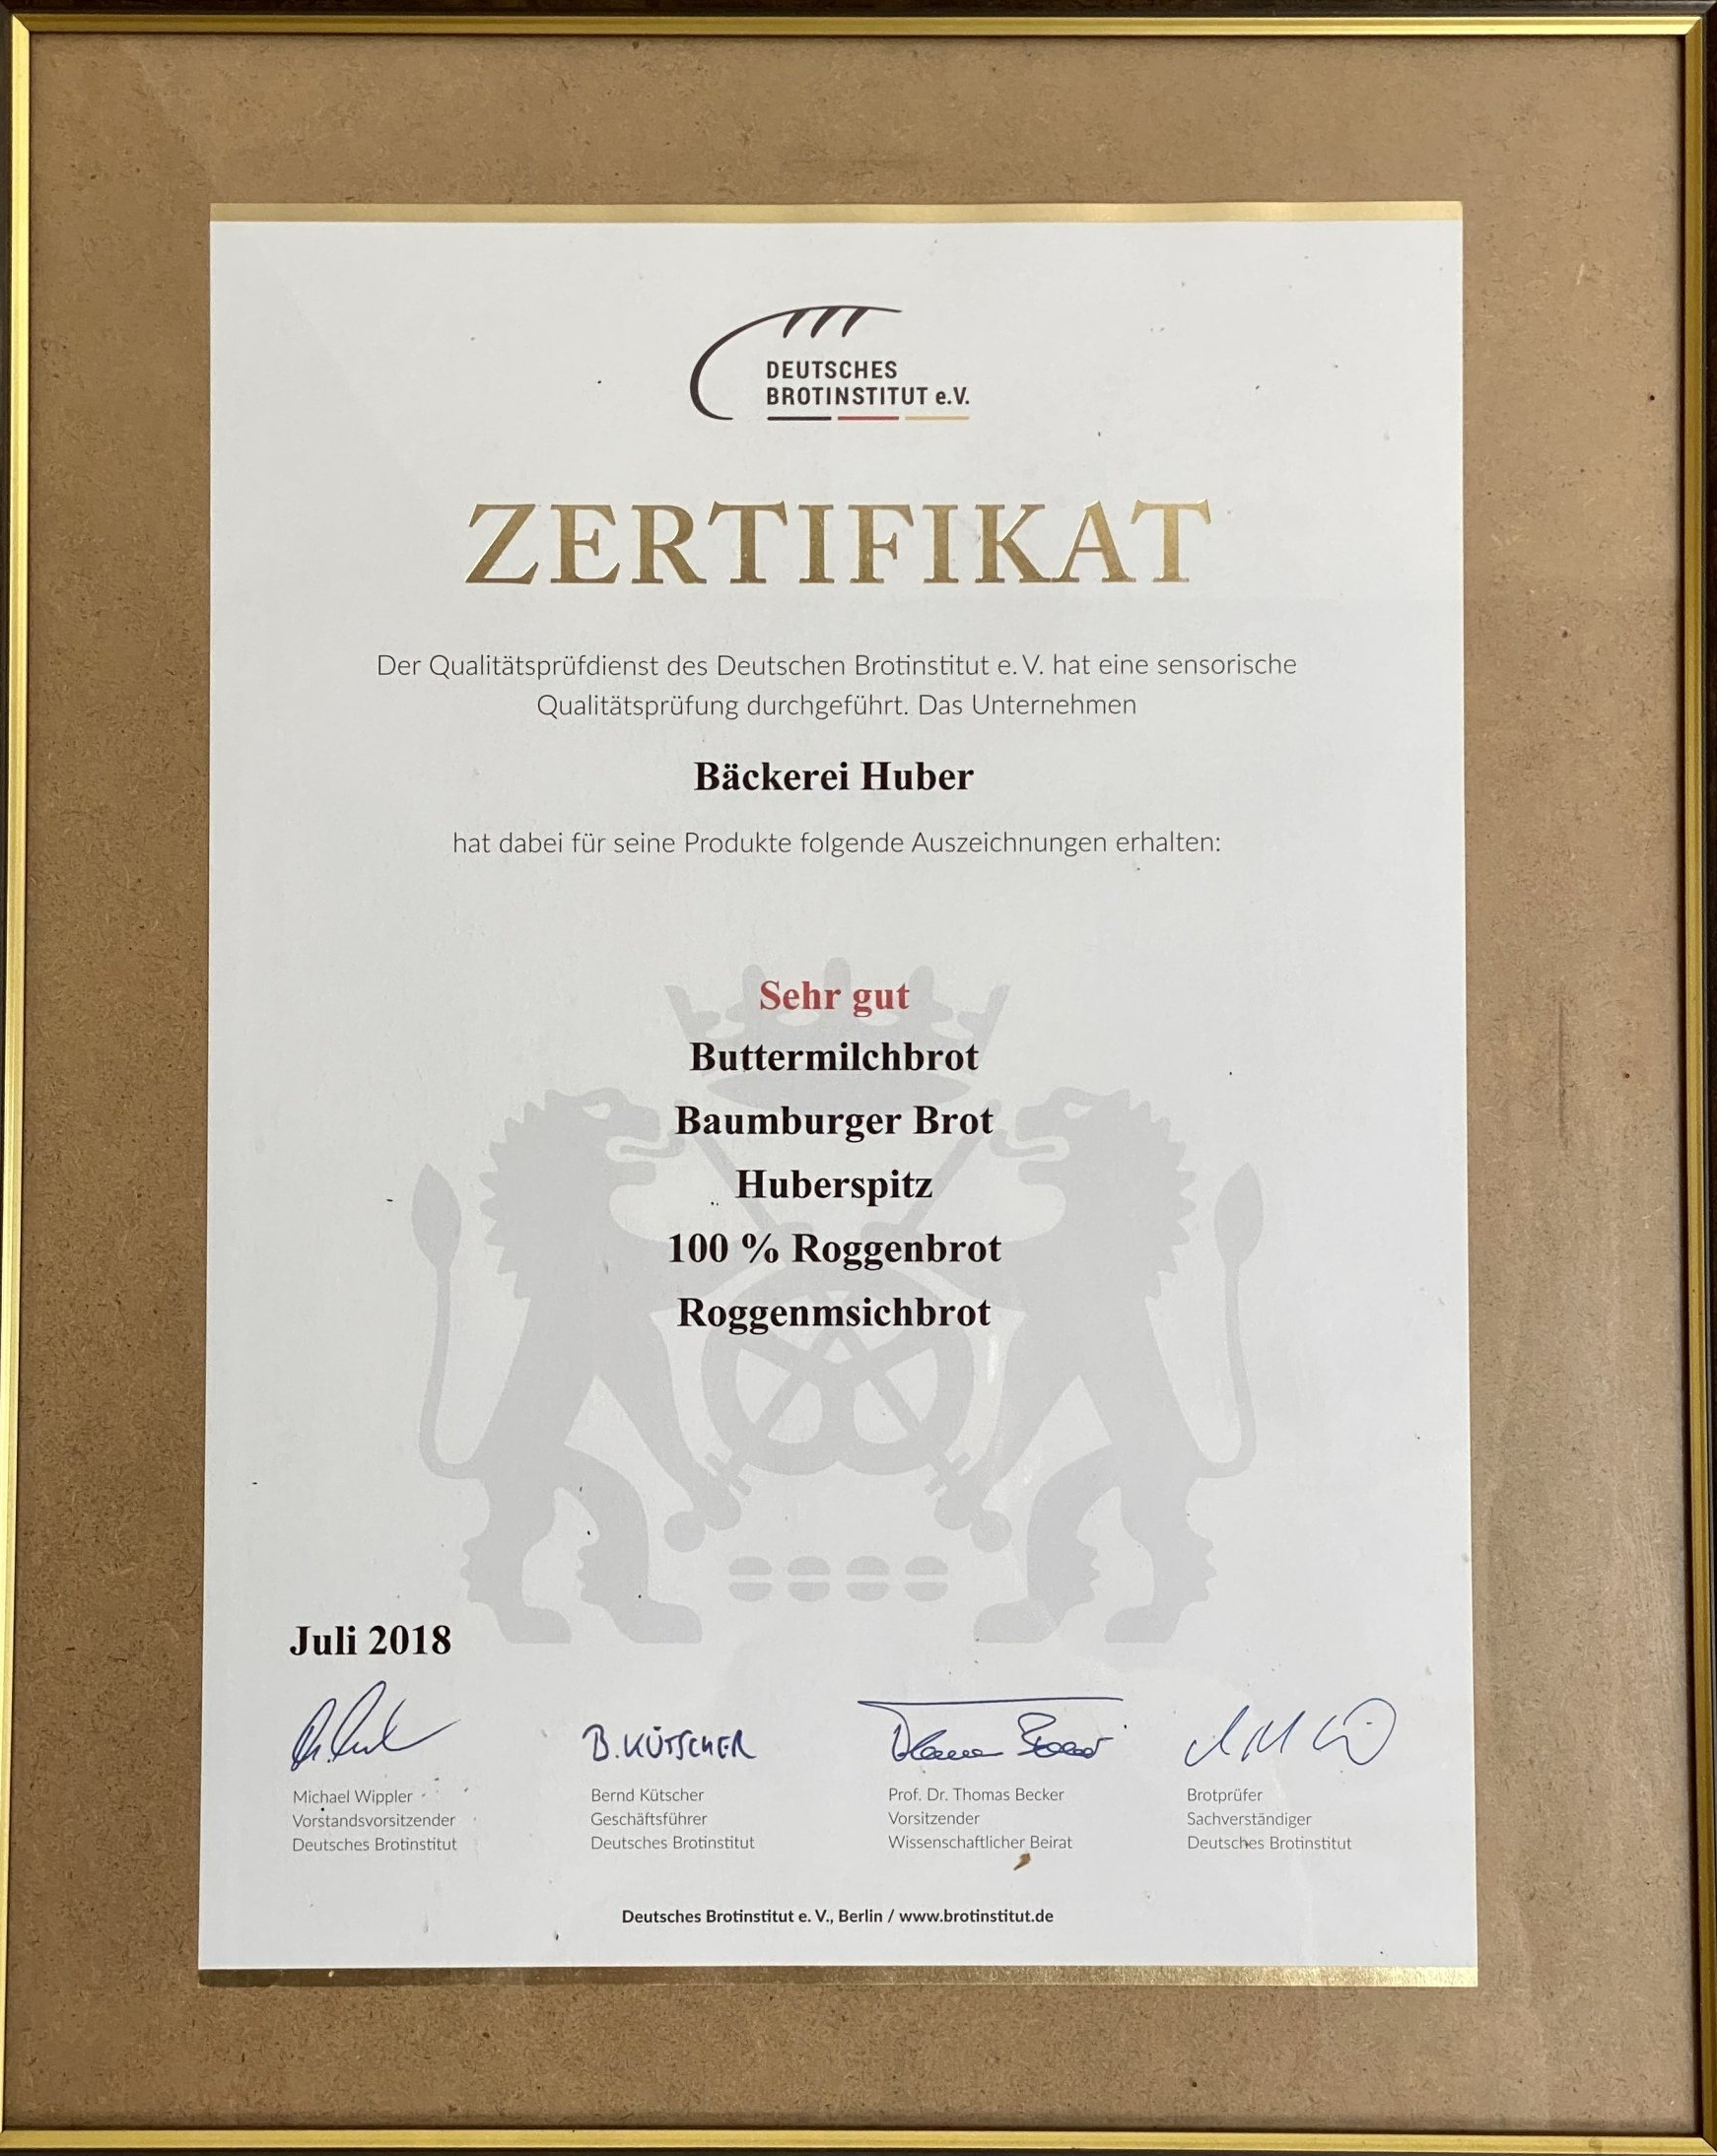 DEUTSCHES
BROTINSTITUT e.V.
ZERTIFIKAT
Der Qualitätsprüfdienst des Deutschen Brotinstitut e. V. hat eine sensorische
Qualitätsprüfung durchgeführt. Das Unternehmen
Bäckerei Huber
hat dabei für seine Produkte folgende Auszeichnungen erhalten:
Sehr gut
Buttermilchbrot
Baumburger Brot
Huberspitz
100 % Roggenbrot
Roggenmsichbrot
Juli 2018
B. KÜTSCHER
Michael Wippler
Vorstandsvorsitzender
Deutsches Brotinstitut
Bernd Kütscher
Geschäftsführer
Deutsches Brotinstitut
Prof. Dr. Thomas Becker
Vorsitzender
Wissenschaftlicher Beirat
Brotprüfer
Sachverständiger
Deutsches Brotinstitut
Deutsches Brotinstitut e. V., Berlin / www.brotinstitut.de